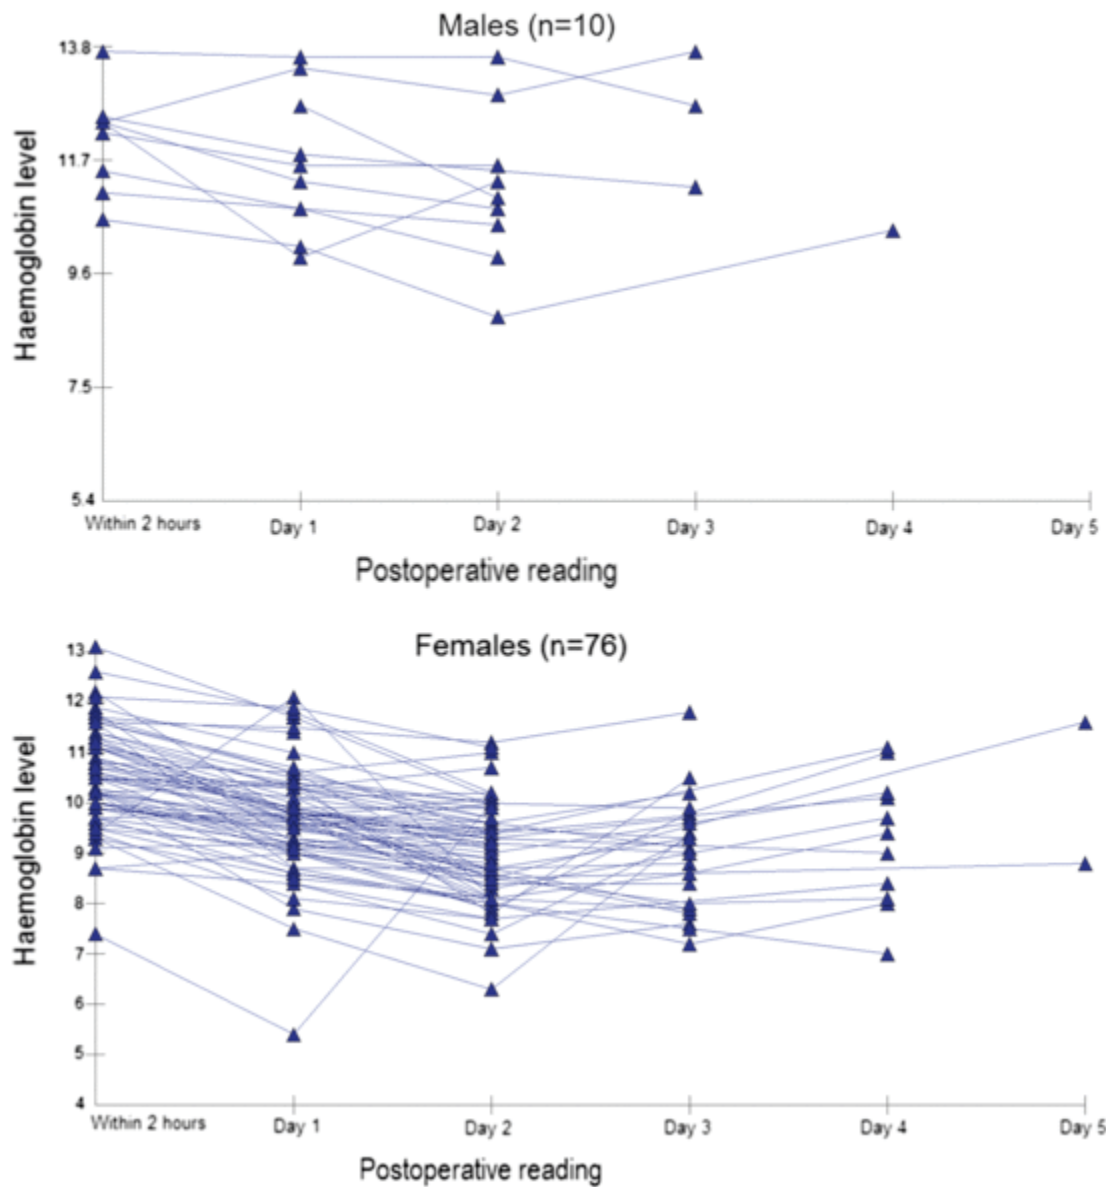 Males (n=10)
13.8
11.7
9.6
7.5
5.4
Haemoglobin level
Within 2 hours Day 1 Day 2 Day 3 Day 4 Day 5
Postoperative reading
Females (n=76)
13
12
11
10
9
8
7
6
5
4
Haemoglobin level
Within 2 hours Day 1 Day 2 Day 3 Day 4 Day 5
Postoperative reading